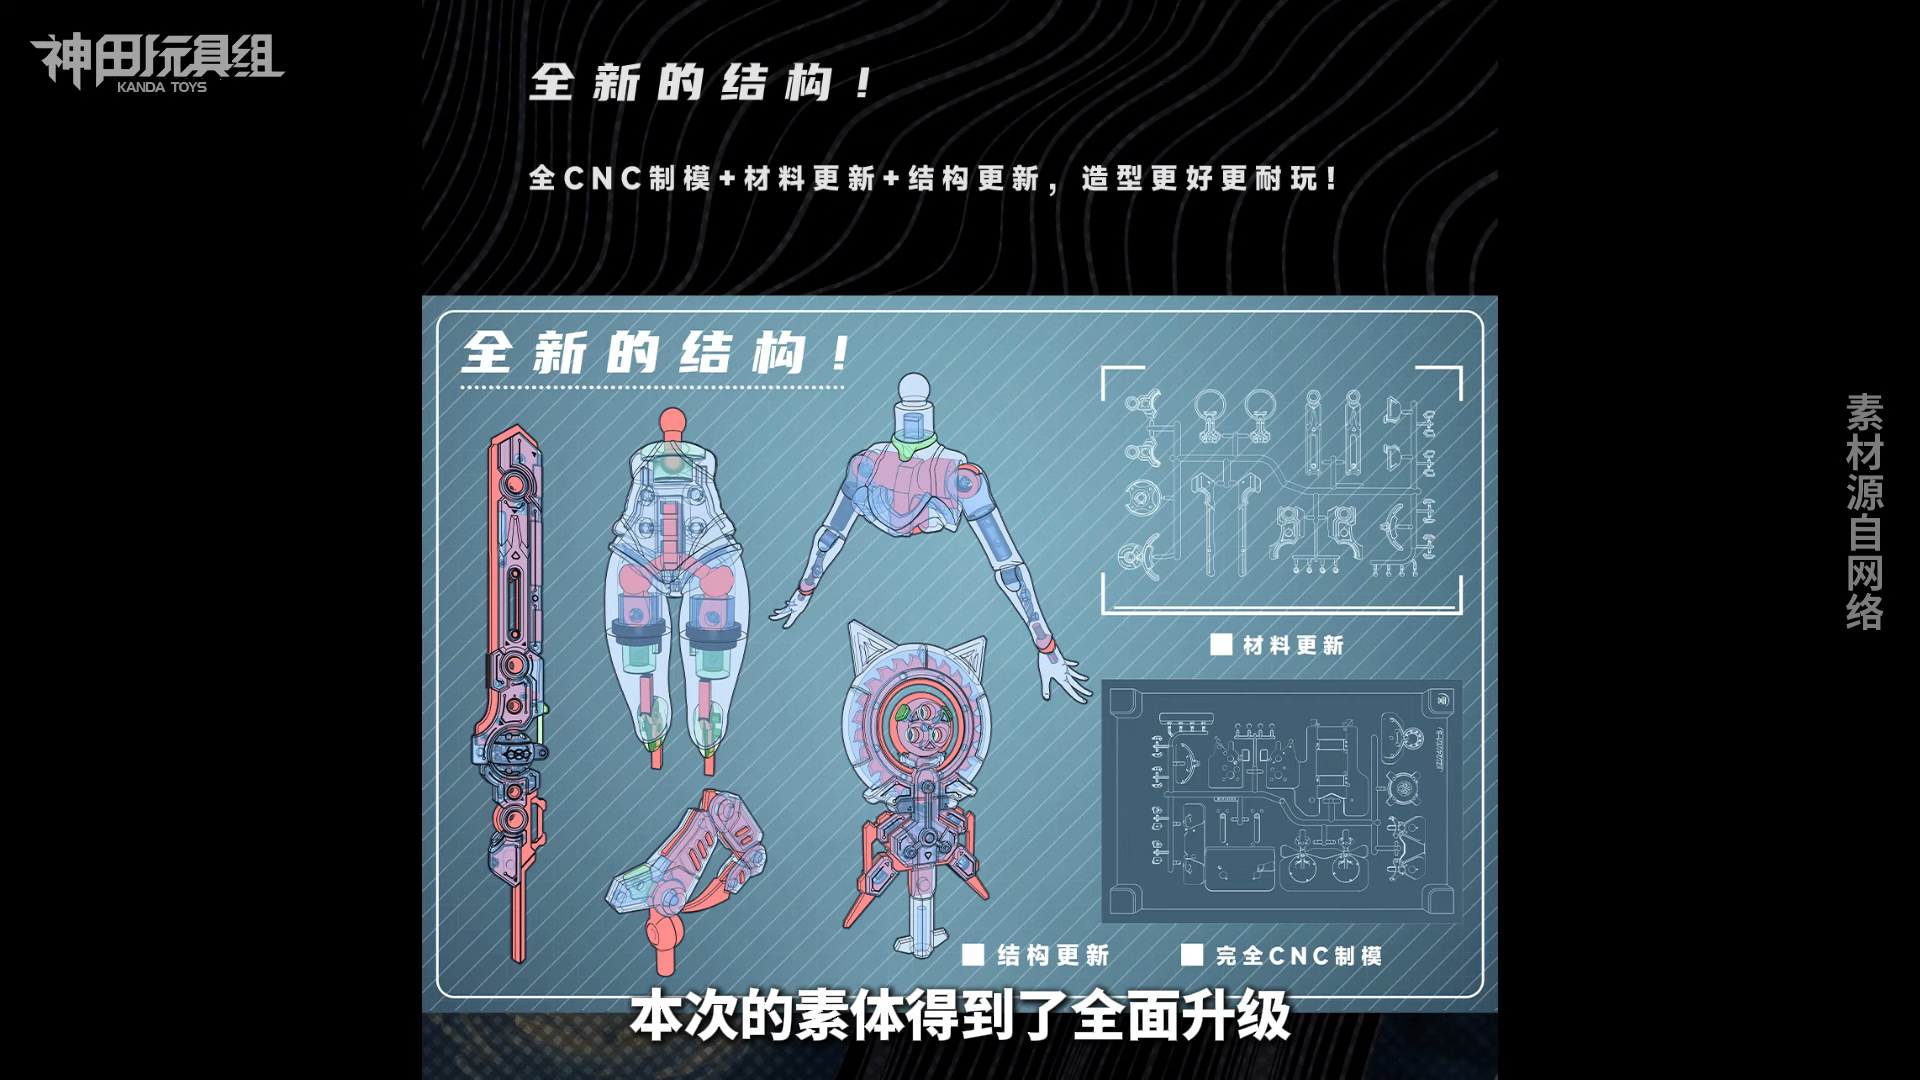 神田玩具组
KANDA TOYS
全新的结构！
全CNC制模+材料更新+结构更新，造型更好更耐玩！
全新的结构！
材料更新
结构更新
完全CNC制模
本次的素体得到了全面升级
素材源自网络